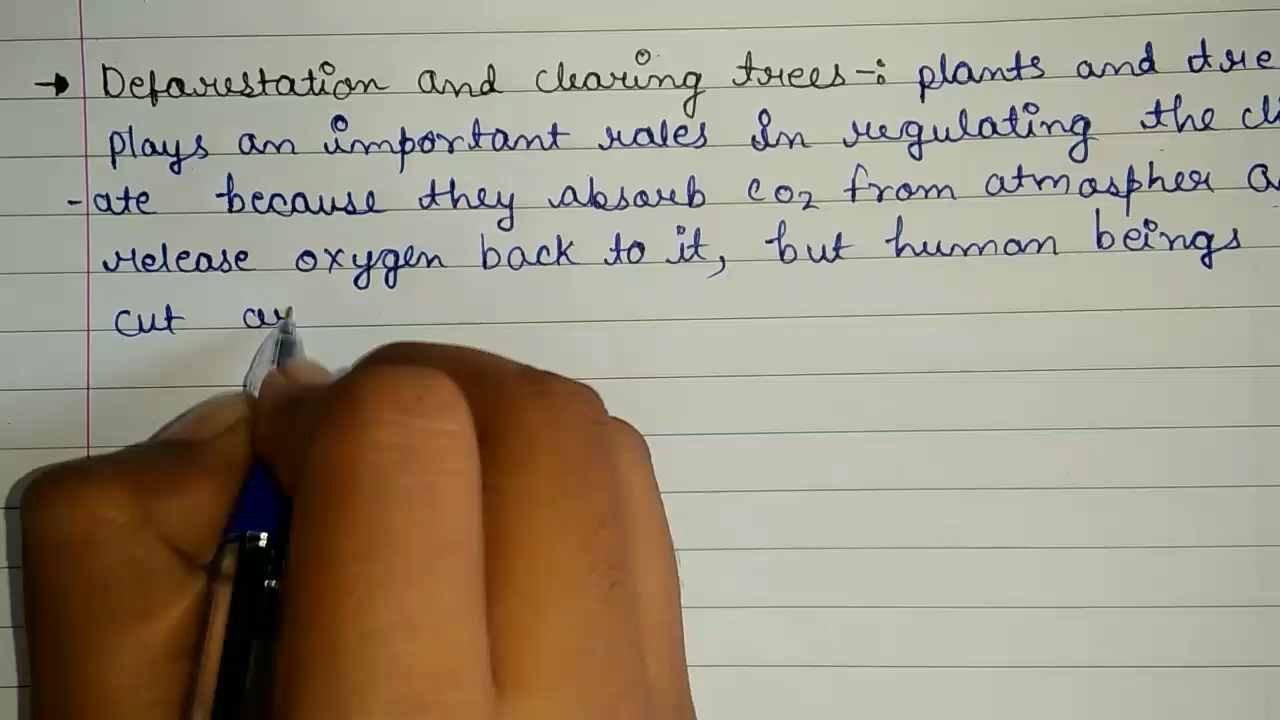 → Deforestation and clearing trees-: plants and tre
plays an important roles In regulating the cli
-ate because they absorb CO₂ from atmospher a
release oxygen back to it, but human beings
cut